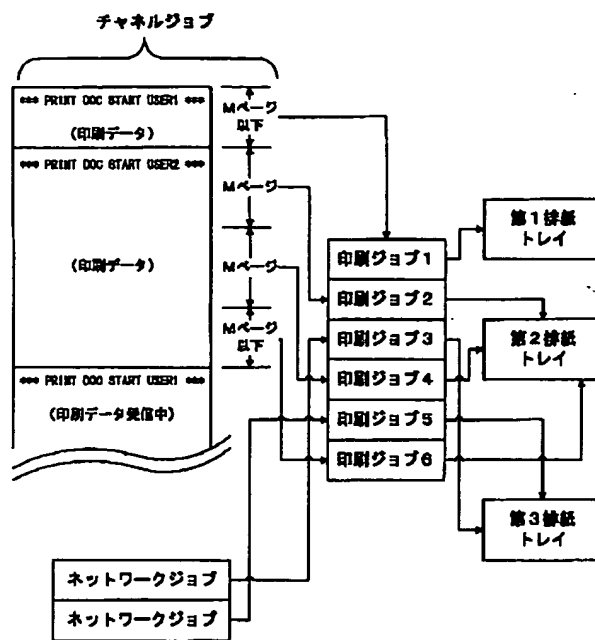 チャネルジョブ
*** PRINT DOC START USER1 ***
(印刷データ)
*** PRINT DOC START USER2 ***
(印刷データ)
*** PRINT DOC START USER1 ***
(印刷データ受信中)
Mページ
以下
Mページ
Mページ
Mページ
以下
印刷ジョブ1
印刷ジョブ2
印刷ジョブ3
印刷ジョブ4
印刷ジョブ5
印刷ジョブ6
第1排紙
トレイ
第2排紙
トレイ
第3排紙
トレイ
ネットワークジョブ
ネットワークジョブ